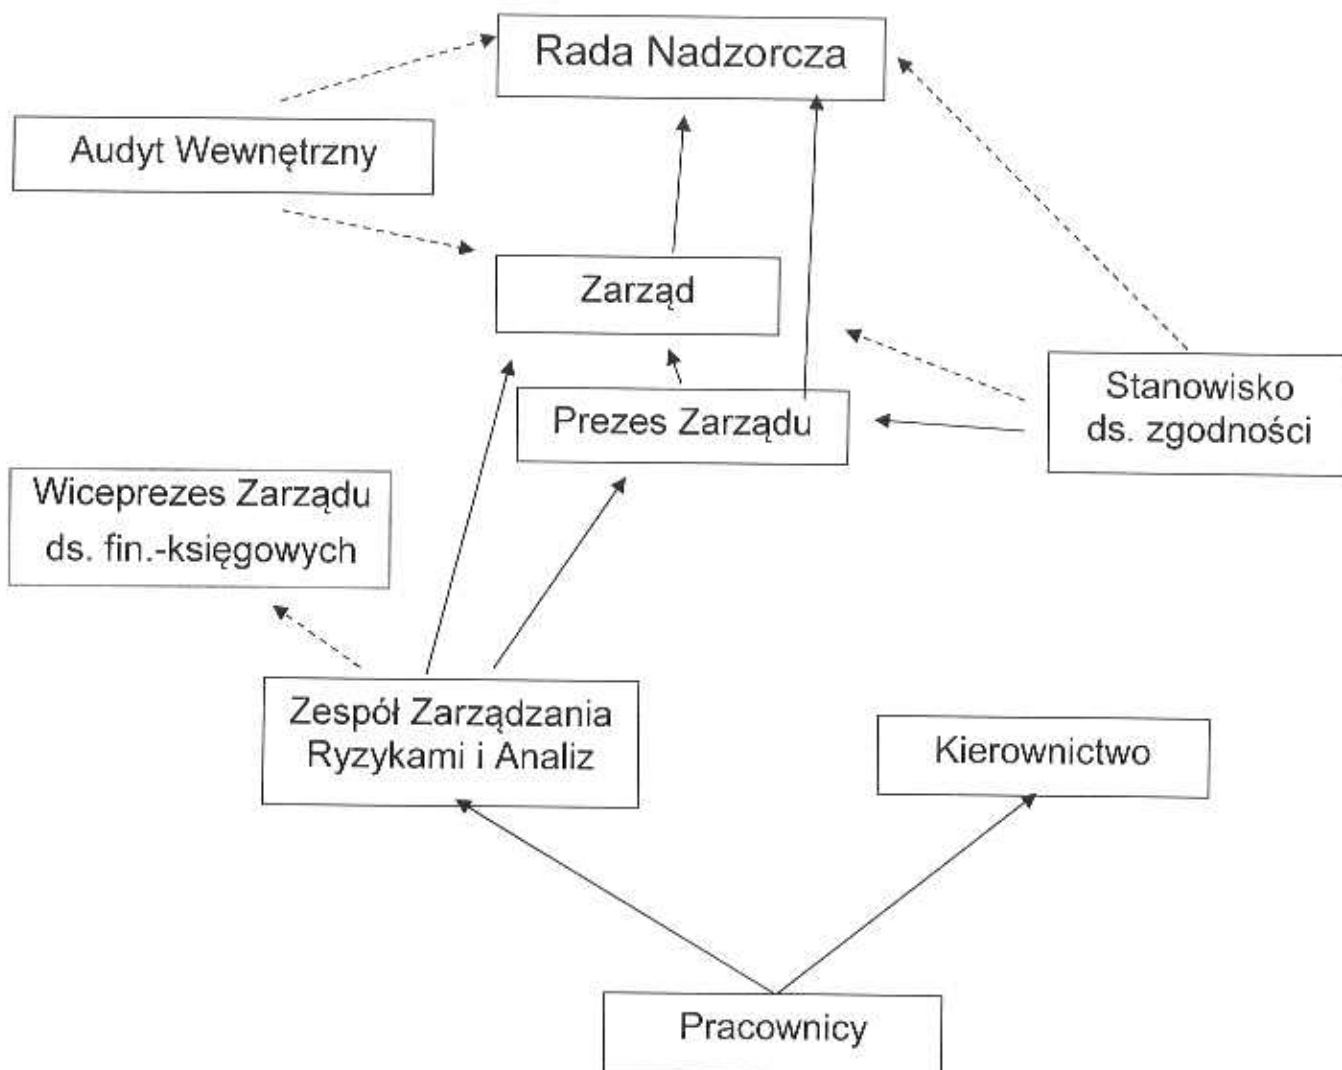 Rada Nadzorcza
Audyt Wewnętrzny
Zarząd
Prezes Zarządu
Stanowisko
ds. zgodności
Wiceprezes Zarządu
ds. fin.-księgowych
Zespół Zarządzania
Ryzykami i Analiz
Kierownictwo
Pracownicy